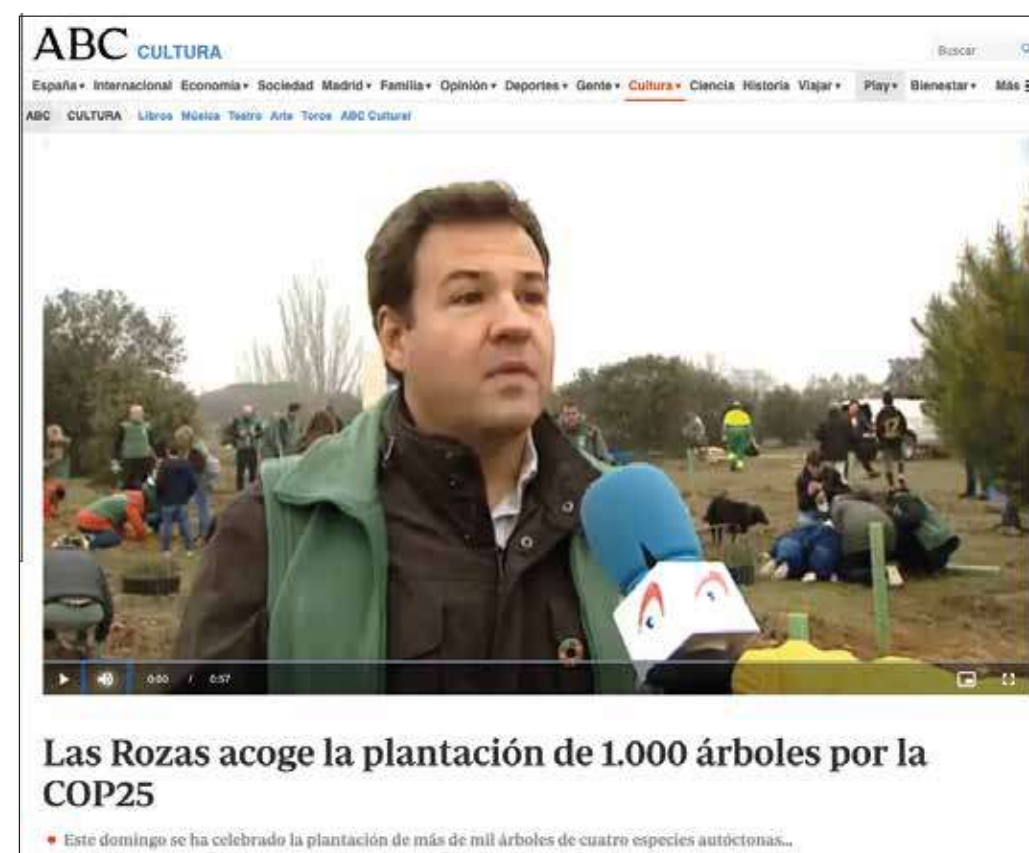 ABC CULTURA
Buscar
España Internacional Economía Sociedad Madrid Familia Opinión Deportes Gente Cultura Ciencia Historia Viajar Play Bienestar Más
ABC CULTURA Libros Música Teatro Arte Toros ABC Cultural
12
0:00 / 0:57
Las Rozas acoge la plantación de 1.000 árboles por la
COP25
Este domingo se ha celebrado la plantación de más de mil árboles de cuatro especies autóctonas...